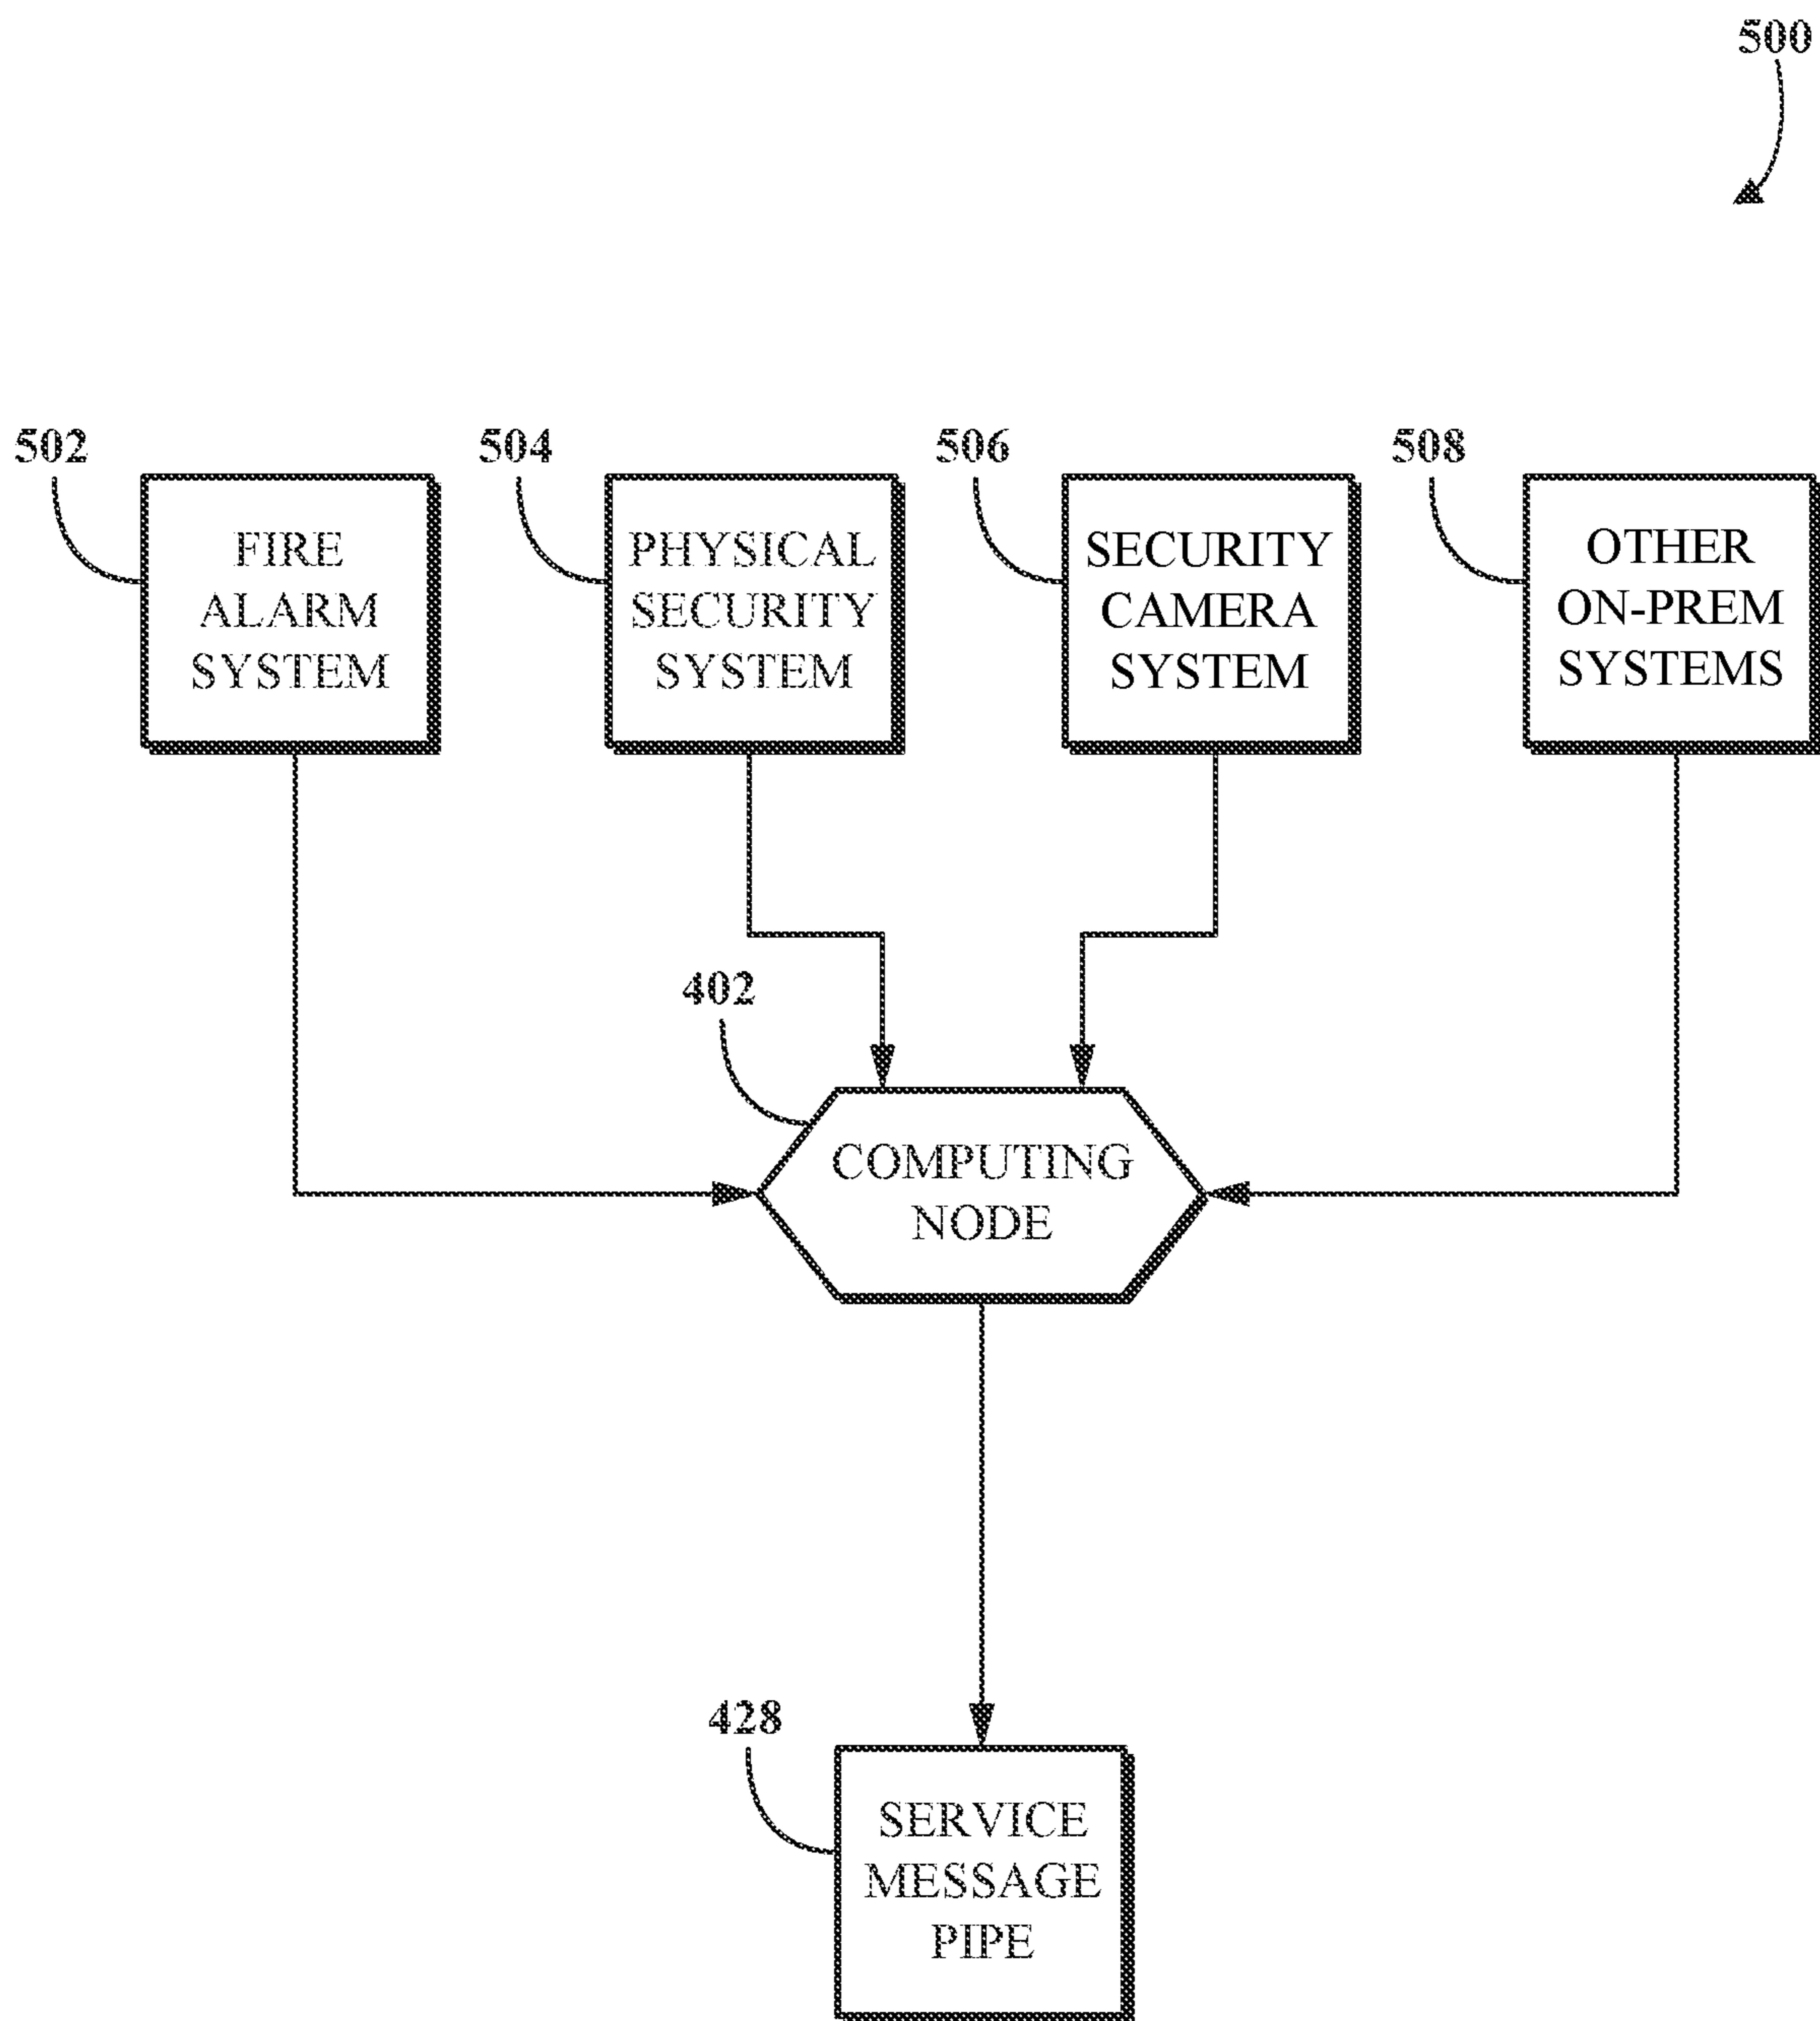 500
502
FIRE
ALARM
SYSTEM
504
PHYSICAL
SECURITY
SYSTEM
506
SECURITY
CAMERA
SYSTEM
508
OTHER
ON-PREM
SYSTEMS
402
COMPUTING
NODE
428
SERVICE
MESSAGE
PIPE